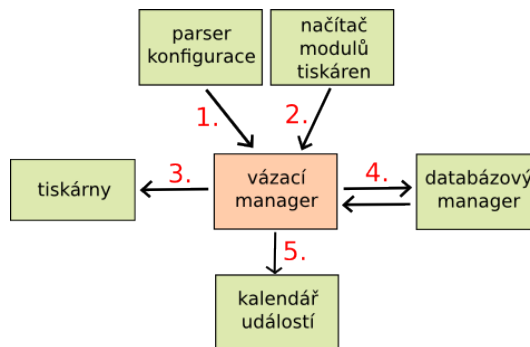 parser
konfigurace
načítač
modulů
tiskáren
1.
2.
tiskárny
3.
vázací
manager
4.
databázový
manager
5.
kalendář
událostí